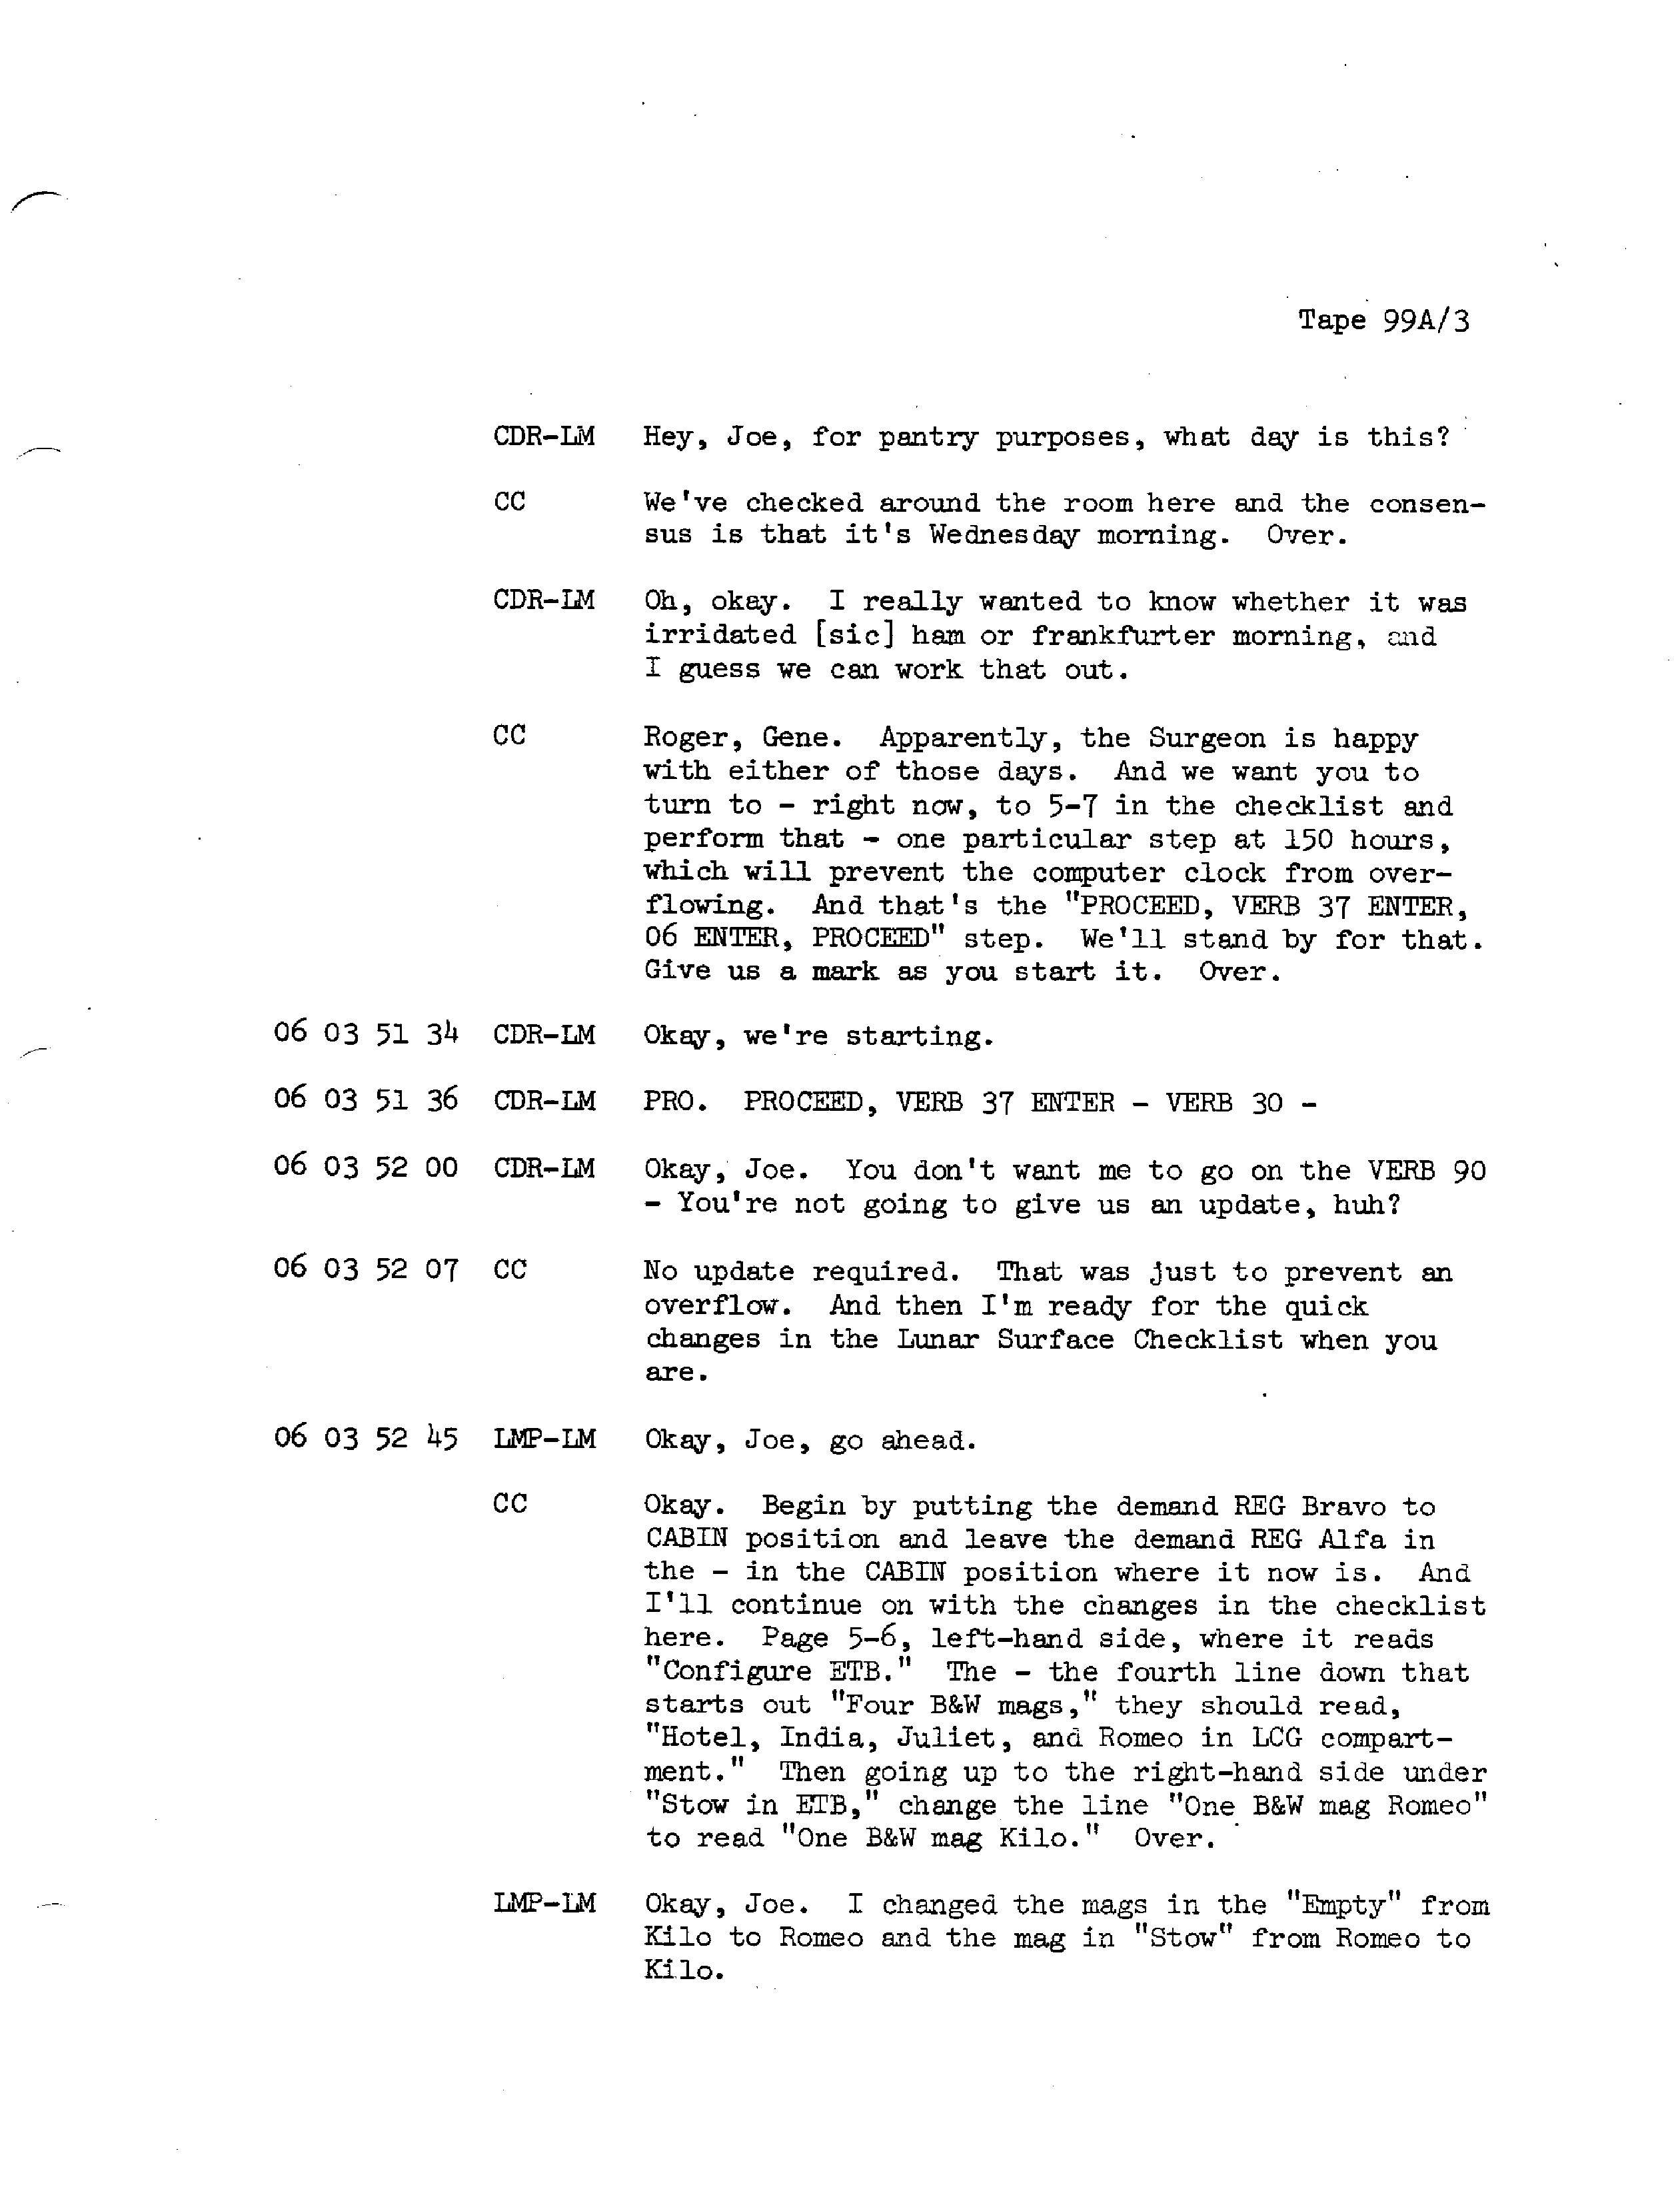 Tape 99A/3
CDR-LM Hey, Joe, for pantry purposes, what day is this?
CC We've checked around the room here and the consen-
sus is that it's Wednesday morning. Over.
CDR-LM Oh, okay. I really wanted to know whether it was
irridated [sic] ham or frankfurter morning, and
I guess we can work that out.
CC Roger, Gene. Apparently, the Surgeon is happy
with either of those days. And we want you to
turn to - right now, to 5-7 in the checklist and
perform that - one particular step at 150 hours,
which will prevent the computer clock from over-
flowing. And that's the "PROCEED, VERB 37 ENTER,
06 ENTER, PROCEED" step. We'll stand by for that.
Give us a mark as you start it. Over.
06 03 51 34 CDR-LM Okay, we're starting.
06 03 51 36 CDR-LM PRO. PROCEED, VERB 37 ENTER - VERB 30 -
06 03 52 00 CDR-LM Okay, Joe. You don't want me to go on the VERB 90
- You're not going to give us an update, huh?
06 03 52 07 CC No update required. That was just to prevent an
overflow. And then I'm ready for the quick
changes in the Lunar Surface Checklist when you
are.
06 03 52 45 LMP-LM Okay, Joe, go ahead.
CC Okay. Begin by putting the demand REG Bravo to
CABIN position and leave the demand REG Alfa in
the - in the CABIN position where it now is. And
I'll continue on with the changes in the checklist
here. Page 5-6, left-hand side, where it reads
"Configure ETB." The - the fourth line down that
starts out "Four B&W mags," they should read,
"Hotel, India, Juliet, and Romeo in LCG compart-
ment." Then going up to the right-hand side under
"Stow in ETB," change the line "One B&W mag Romeo"
to read "One B&W mag Kilo." Over.
LMP-LM Okay, Joe. I changed the mags in the "Empty" from
Kilo to Romeo and the mag in "Stow" from Romeo to
Kilo.